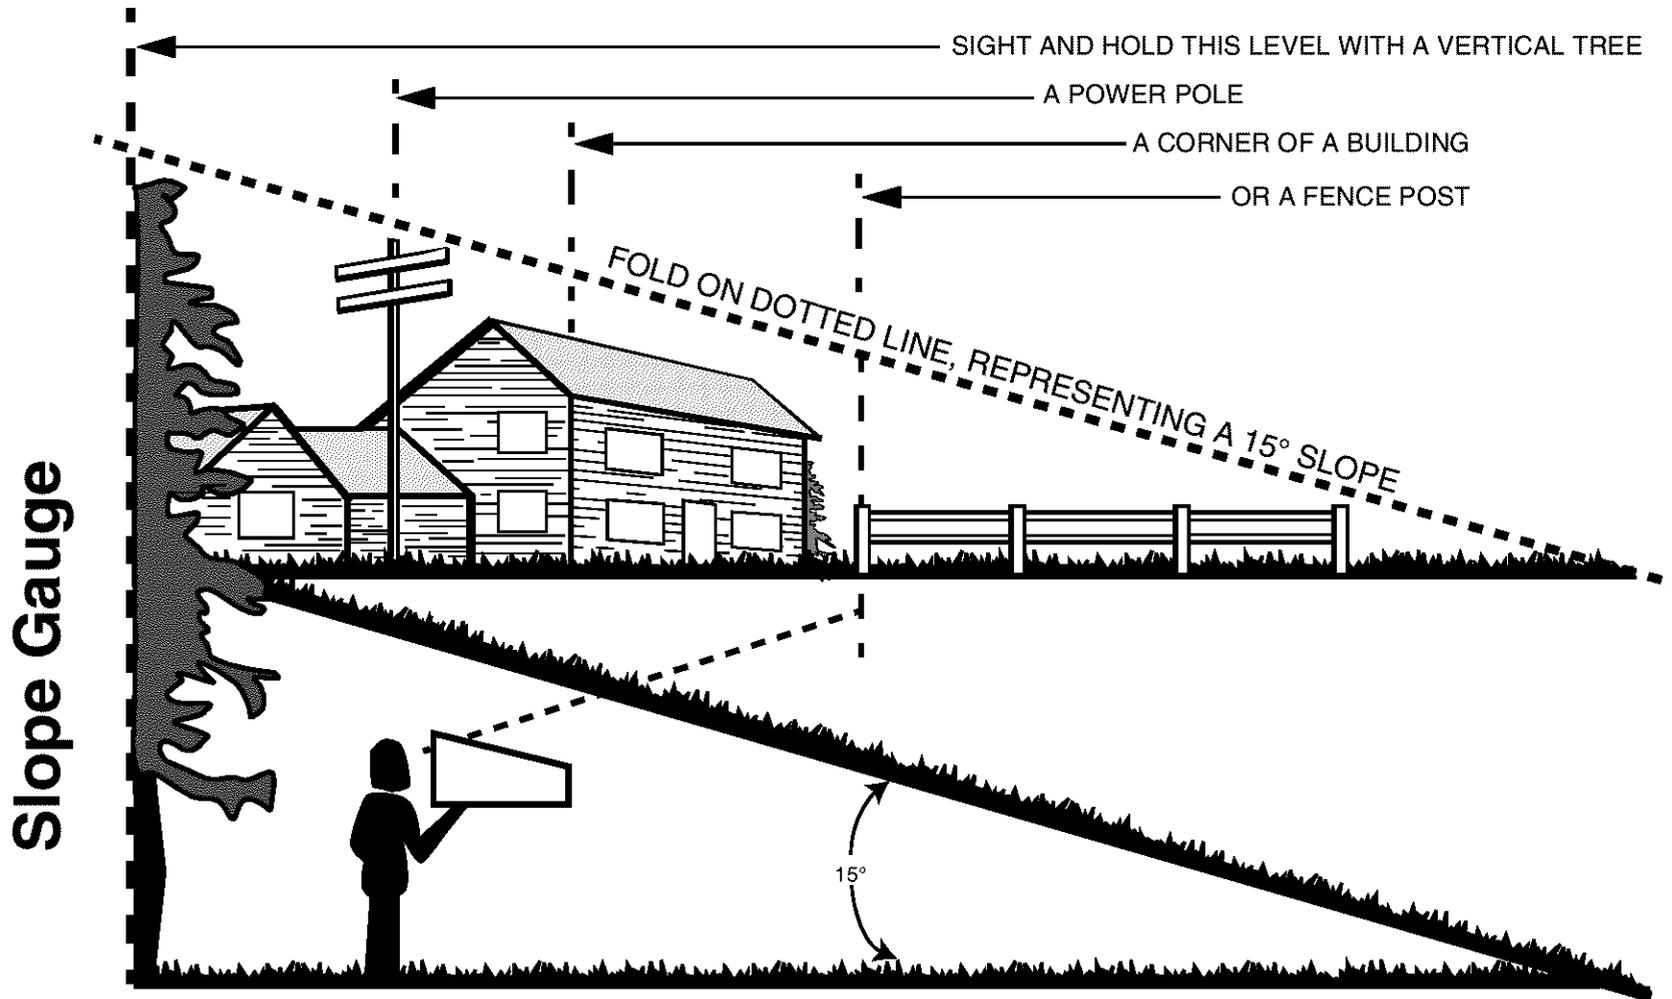 SIGHT AND HOLD THIS LEVEL WITH A VERTICAL TREE
A POWER POLE
A CORNER OF A BUILDING
OR A FENCE POST
FOLD ON DOTTED LINE, REPRESENTING A 15° SLOPE
Slope Gauge
15°